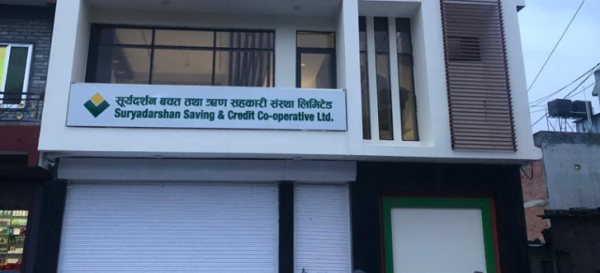 सूर्यदर्शन बचत तथा ऋण सहकारी संस्था लिमिटेड
Suryadarshan Saving & Credit Co-operative Ltd.